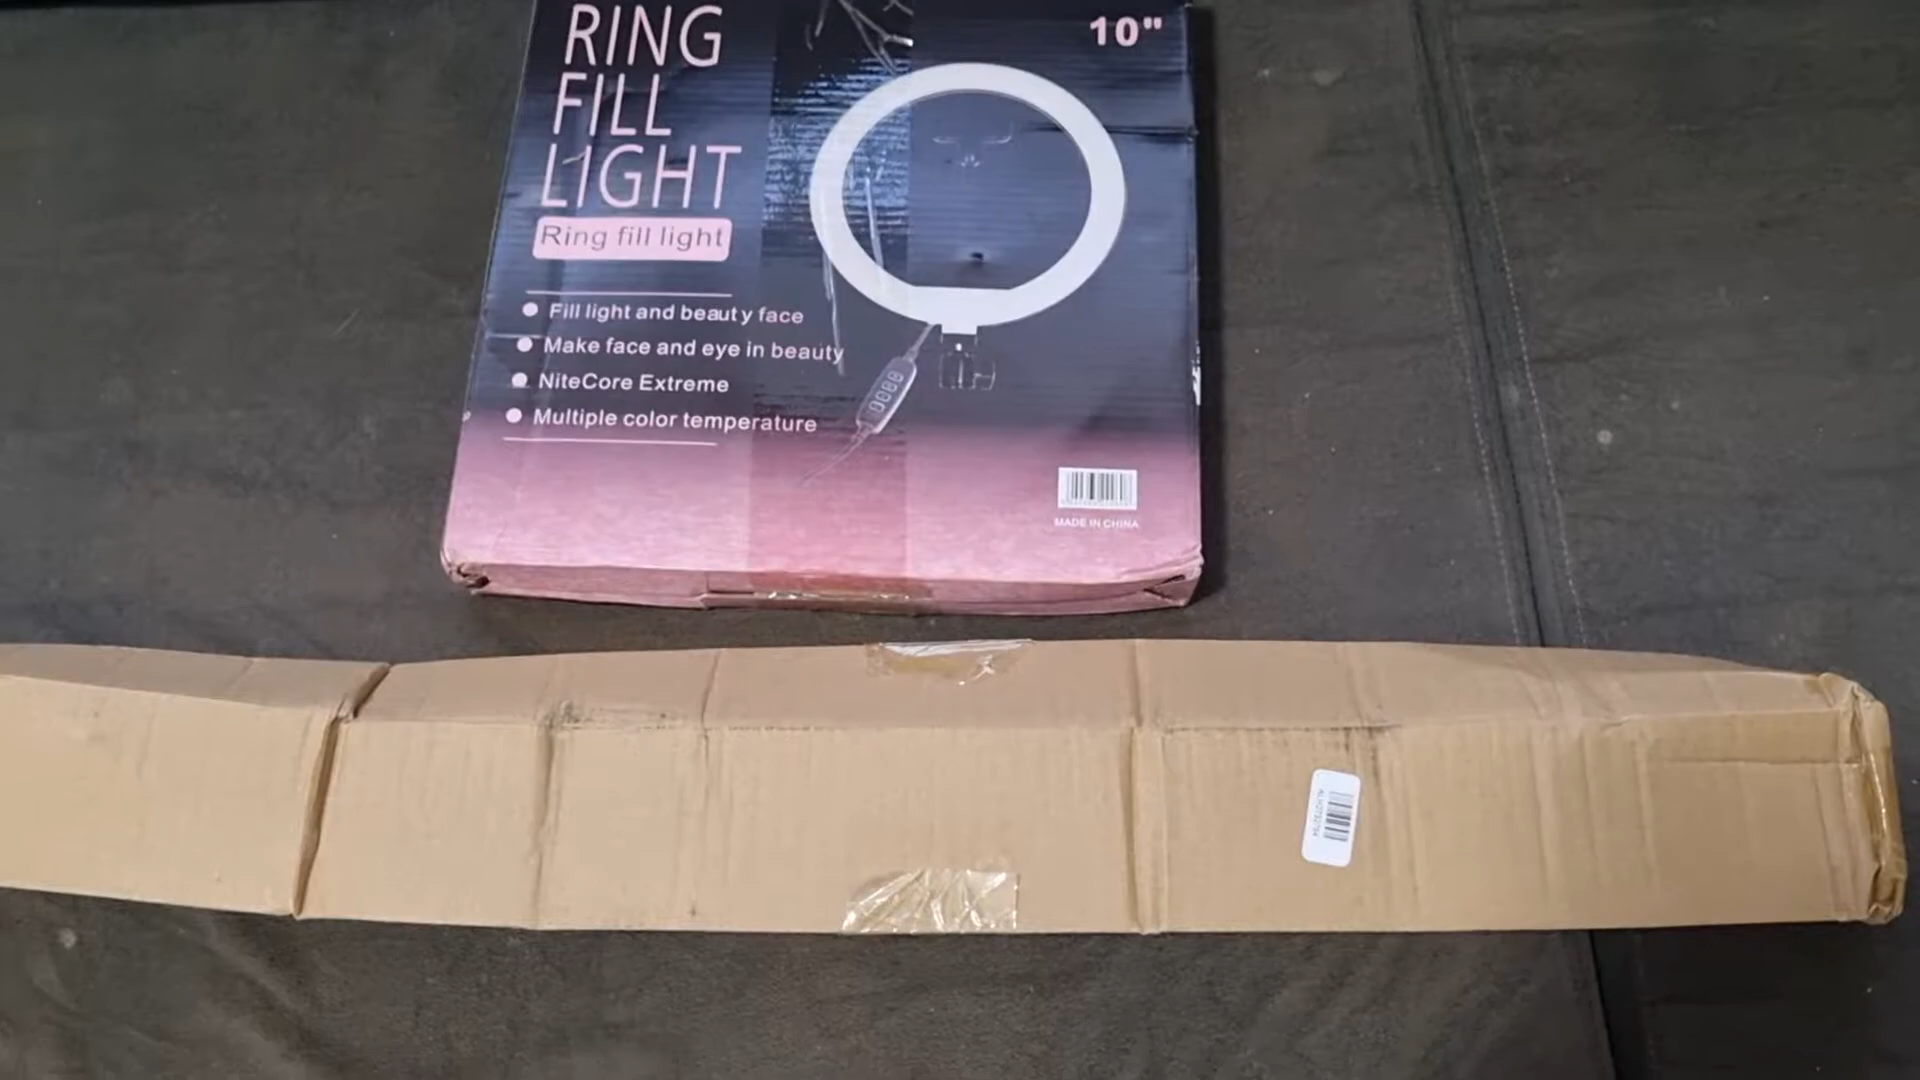 RING
FILL
LIGHT
Ring fill light
10"
Fill light and beauty face
Make face and eye in beauty
NiteCore Extreme
Multiple color temperature
MADE IN CHINA